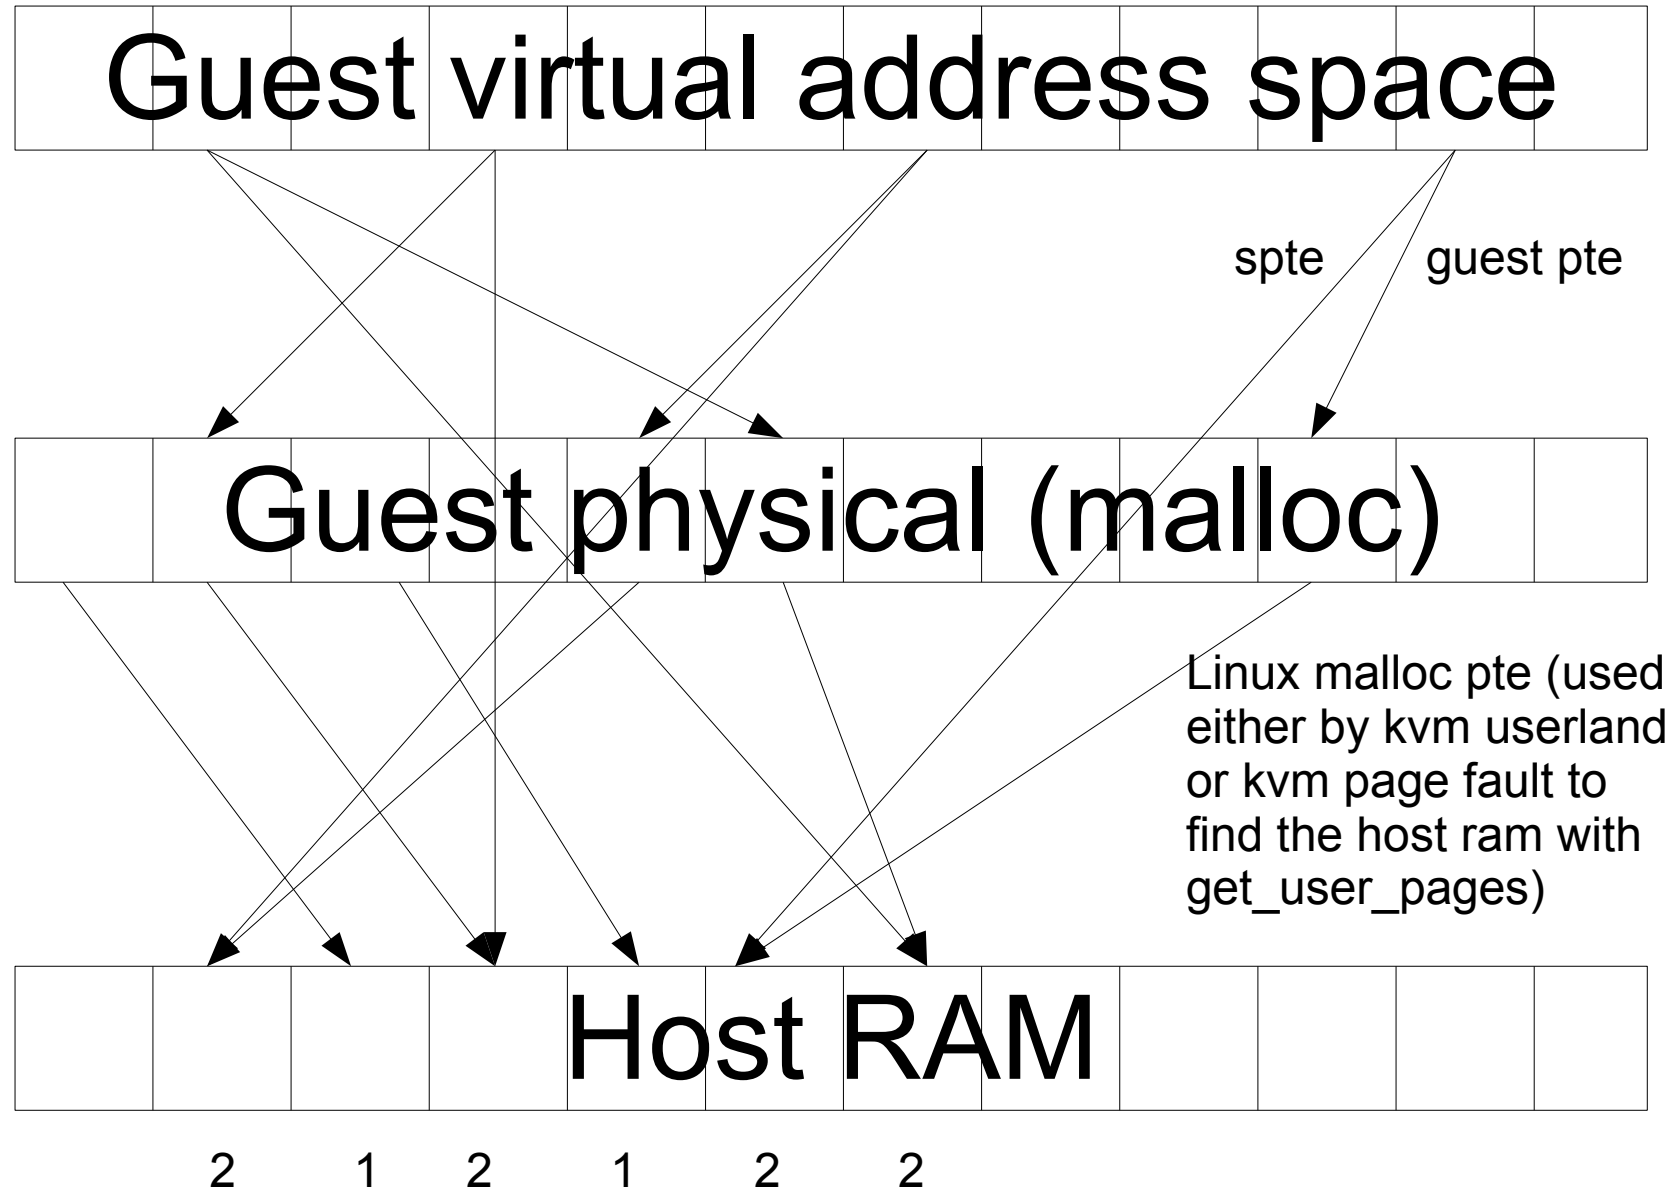 Guest virtual address space
spte
guest pte
Guest physical (malloc)
Linux malloc pte (used
either by kvm userland
or kvm page fault to
find the host ram with
get_user_pages)
Host RAM
2 1 2 1 2 2